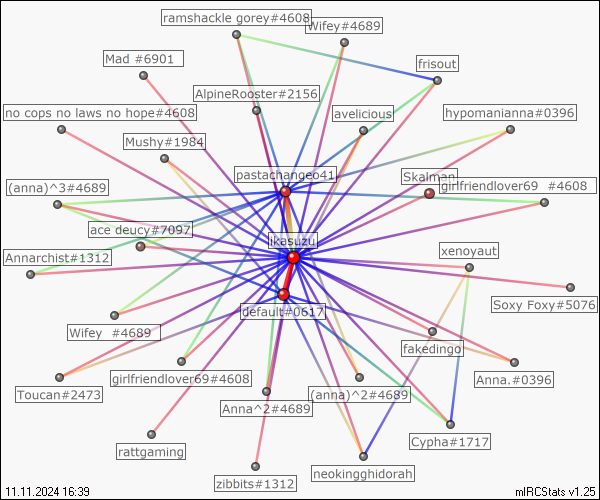 ramshackle gorey#4608
Wifey#4689
Mad #6901
frisout
AlpineRooster#2156
no cops no laws no hope#4608
avelicious
hypomanianna#0396
Mushy#1984
pastachangeo41
Skalman
(anna)^3#4689
girlfriendlover69 #4608
ace deucy#7097
Ikasuzu
xenoyaut
Annarchist#1312
Soxy Foxy#5076
default#0617
Wifey #4689
fakedingo
girlfriendlover69#4608
Anna.#0396
Toucan#2473
(anna)^2#4689
Anna^2#4689
Cypha#1717
rattgaming
neokingghidorah
zibbits#1312
11.11.2024 16:39
mIRCStats v1.25